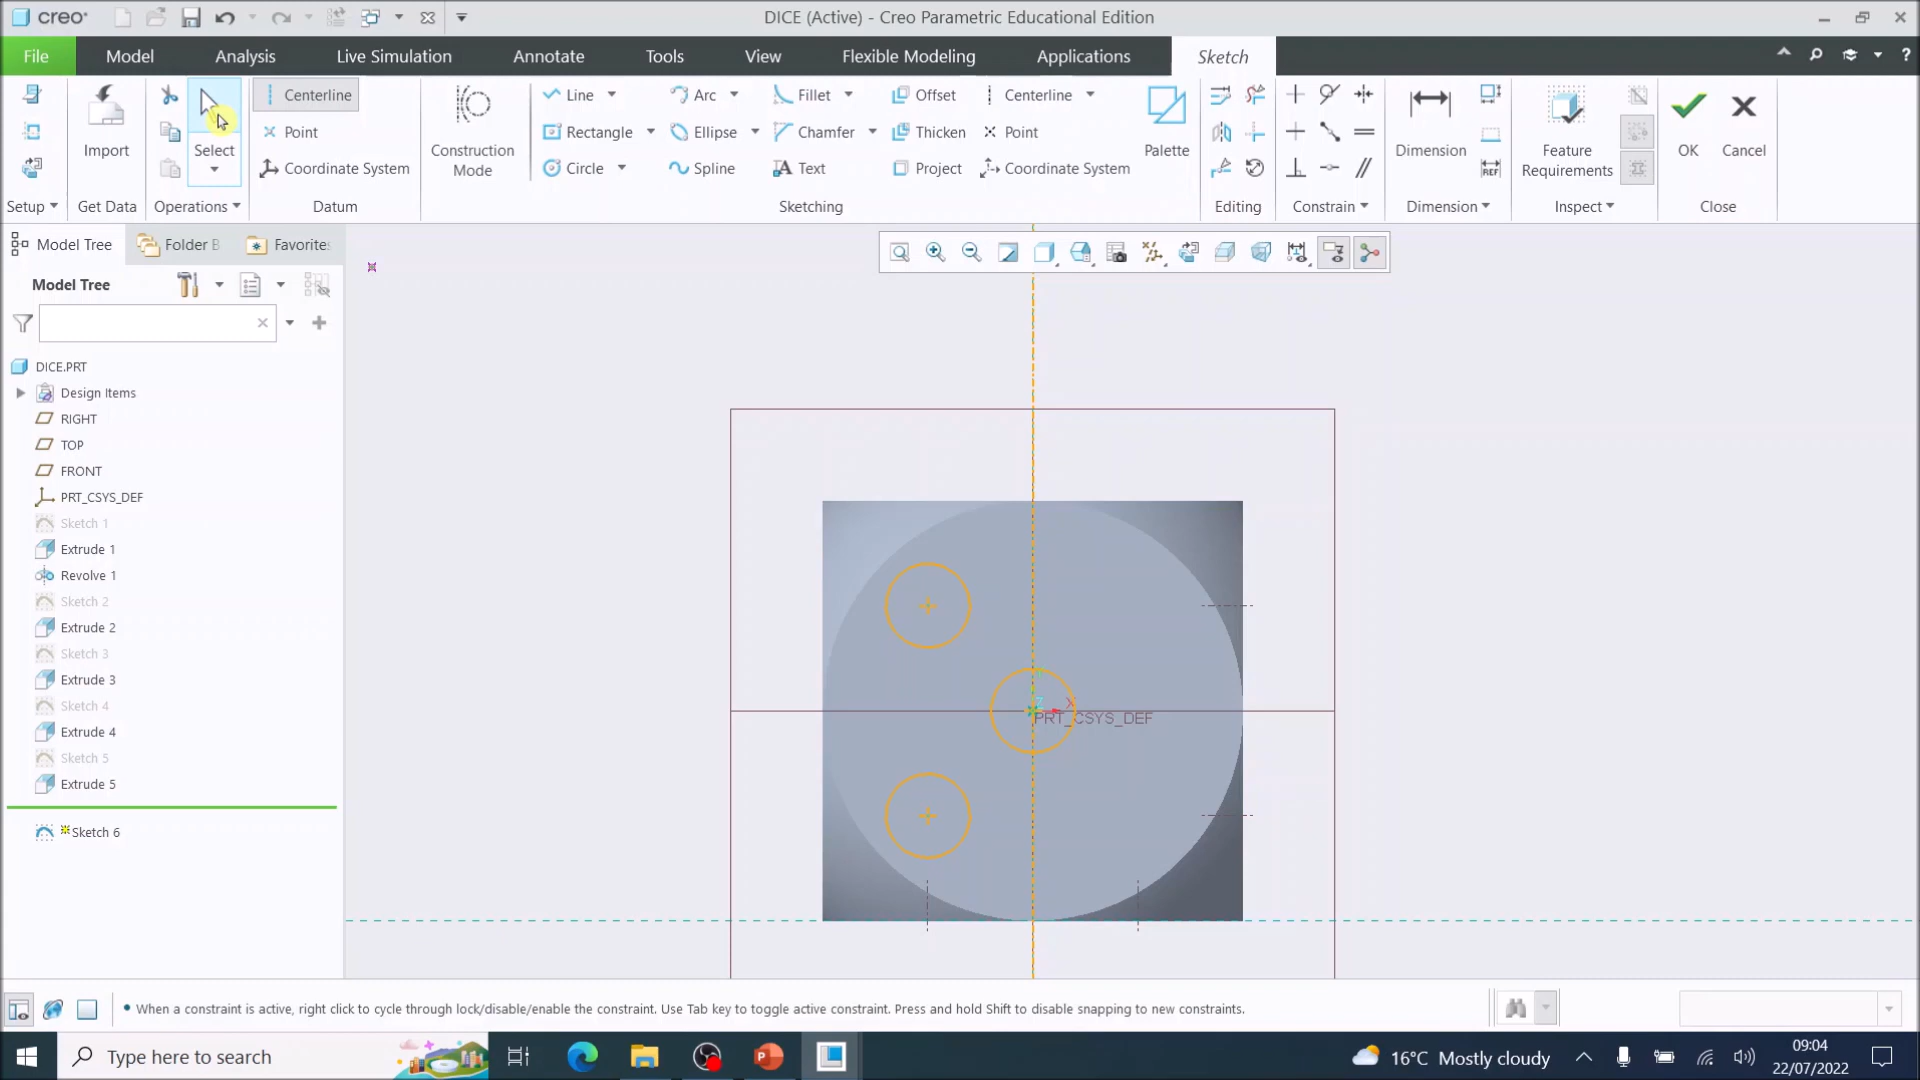 creo®
DICE (Active) - Creo Parametric Educational Edition
File
Model
Analysis
Live Simulation
Annotate
Tools
View
Flexible Modeling
Applications
Sketch
Import
Select
Centerline
Point
Coordinate System
Construction
Mode
Line
Rectangle
Circle
Arc
Ellipse
Spline
Fillet
Chamfer
Text
Offset
Thicken
Project
Centerline
Point
Coordinate System
Palette
Dimension
REF
Feature
Requirements
OK
Cancel
Setup
Get Data
Operations
Datum
Sketching
Editing
Constrain
Dimension
Inspect
Close
Model Tree
Folder B
Favorites
Model Tree
DICE.PRT
Design Items
RIGHT
TOP
FRONT
PRT_CSYS_DEF
Sketch 1
Extrude 1
Revolve 1
Sketch 2
Extrude 2
Sketch 3
Extrude 3
Sketch 4
Extrude 4
Sketch 5
Extrude 5
Sketch 6
X
PRT_CSYS_DEF
• When a constraint is active, right click to cycle through lock/disable/enable the constraint. Use Tab key to toggle active constraint. Press and hold Shift to disable snapping to new constraints.
Type here to search
16°C Mostly cloudy
09:04
22/07/2022